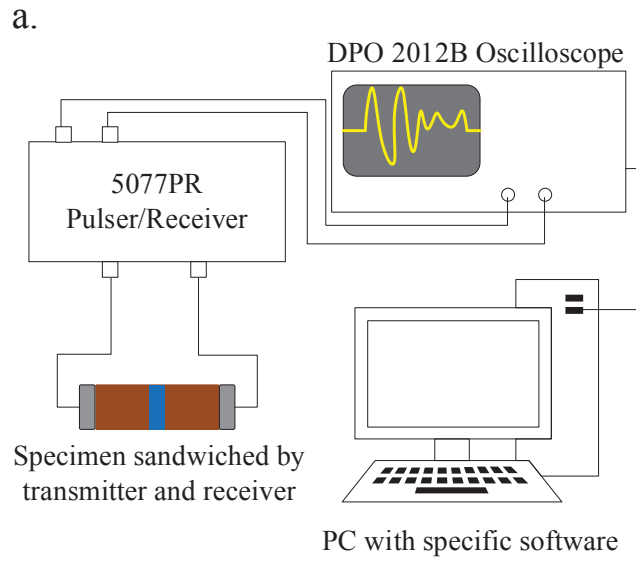 a.
DPO 2012B Oscilloscope
5077PR
Pulser/Receiver
Specimen sandwiched by
transmitter and receiver
PC with specific software